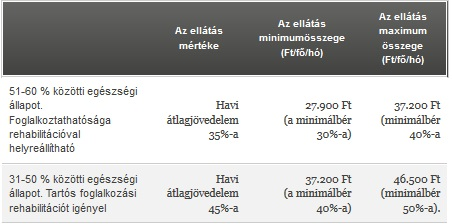 Az ellátás
mértéke
Az ellátás
minimumösszege
(Ft/fő/hó)
Az ellátás
maximum
összege
(Ft/fő/hó)
51-60 % közötti egészségi
állapot.
Foglalkoztathatósága
rehabilitációval
helyreállítható
Havi
átlagjövedelem
35%-a
27.900 Ft
(a minimálbér
30%-a)
37.200 Ft
(minimálbér
40%-a
31-50 % közötti egészségi
állapot. Tartós foglalkozási
rehabilitációt igényel
Havi
átlagjövedelem
45%-a
37.200 Ft
(a minimálbér
40%-a)
46.500 Ft
(minimálbér
50%-a).